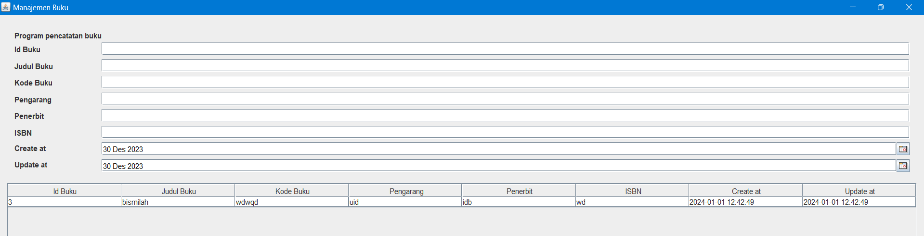 Manajemen Buku
Program pencatatan buku
Id Buku
Judul Buku
Kode Buku
Pengarang
Penerbit
ISBN
Create at 30 Des 2023
Update at 30 Des 2023
Id Buku Judul Buku Kode Buku Pengarang Penerbit ISBN Create at Update at
3 bismilah wdwqd uid idb wd 2024-01-01 12.42.49 2024-01-01 12.42.49